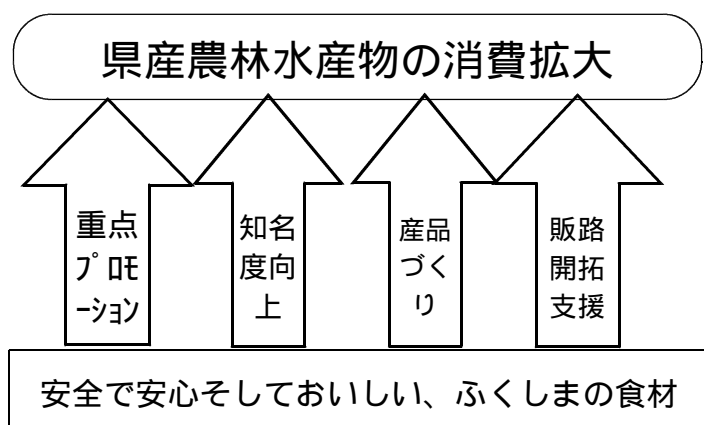 県産農林水産物の消費拡大
重点
ﾌﾟﾛﾓ
ｰｼｮﾝ
知名
度向
上
産品
づく
り
販路
開拓
支援
安全で安心そしておいしい、ふくしまの食材